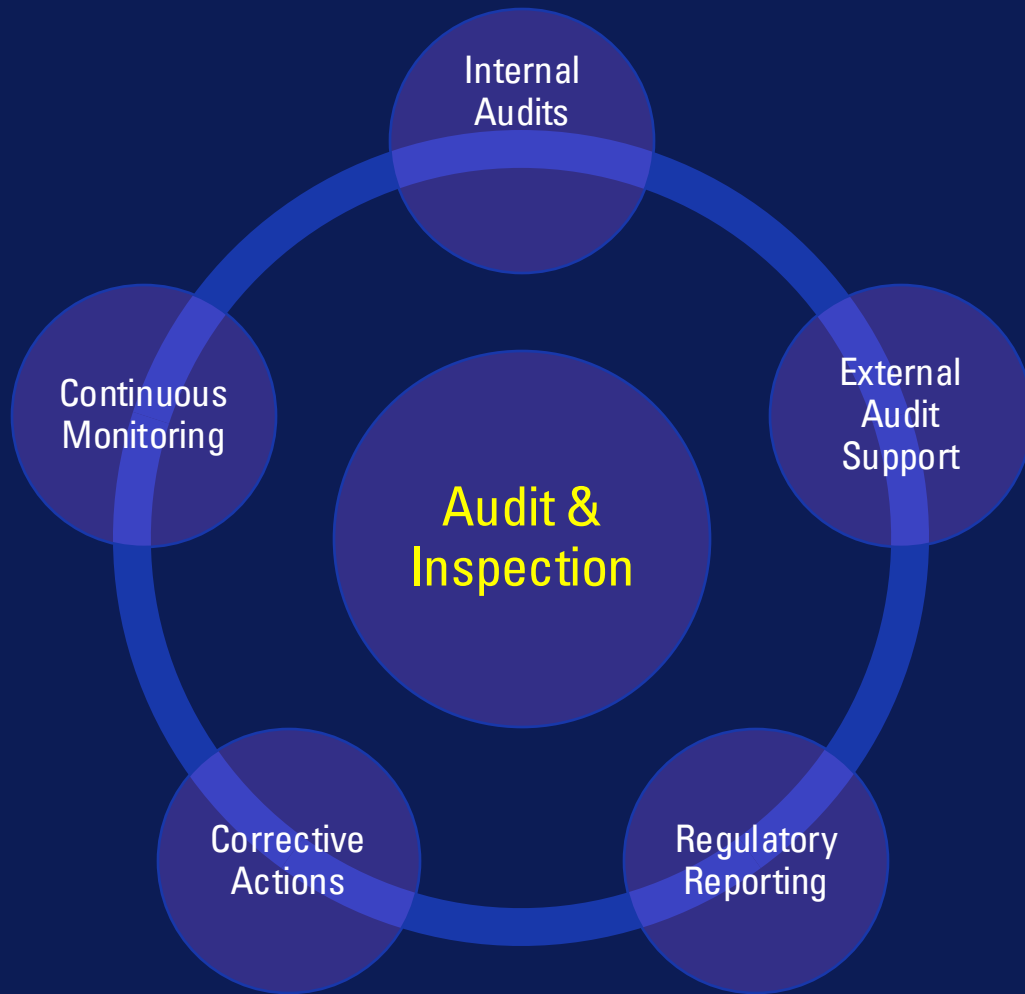 Internal
Audits
External
Audit
Support
Regulatory
Reporting
Corrective
Actions
Continuous
Monitoring
Audit &
Inspection